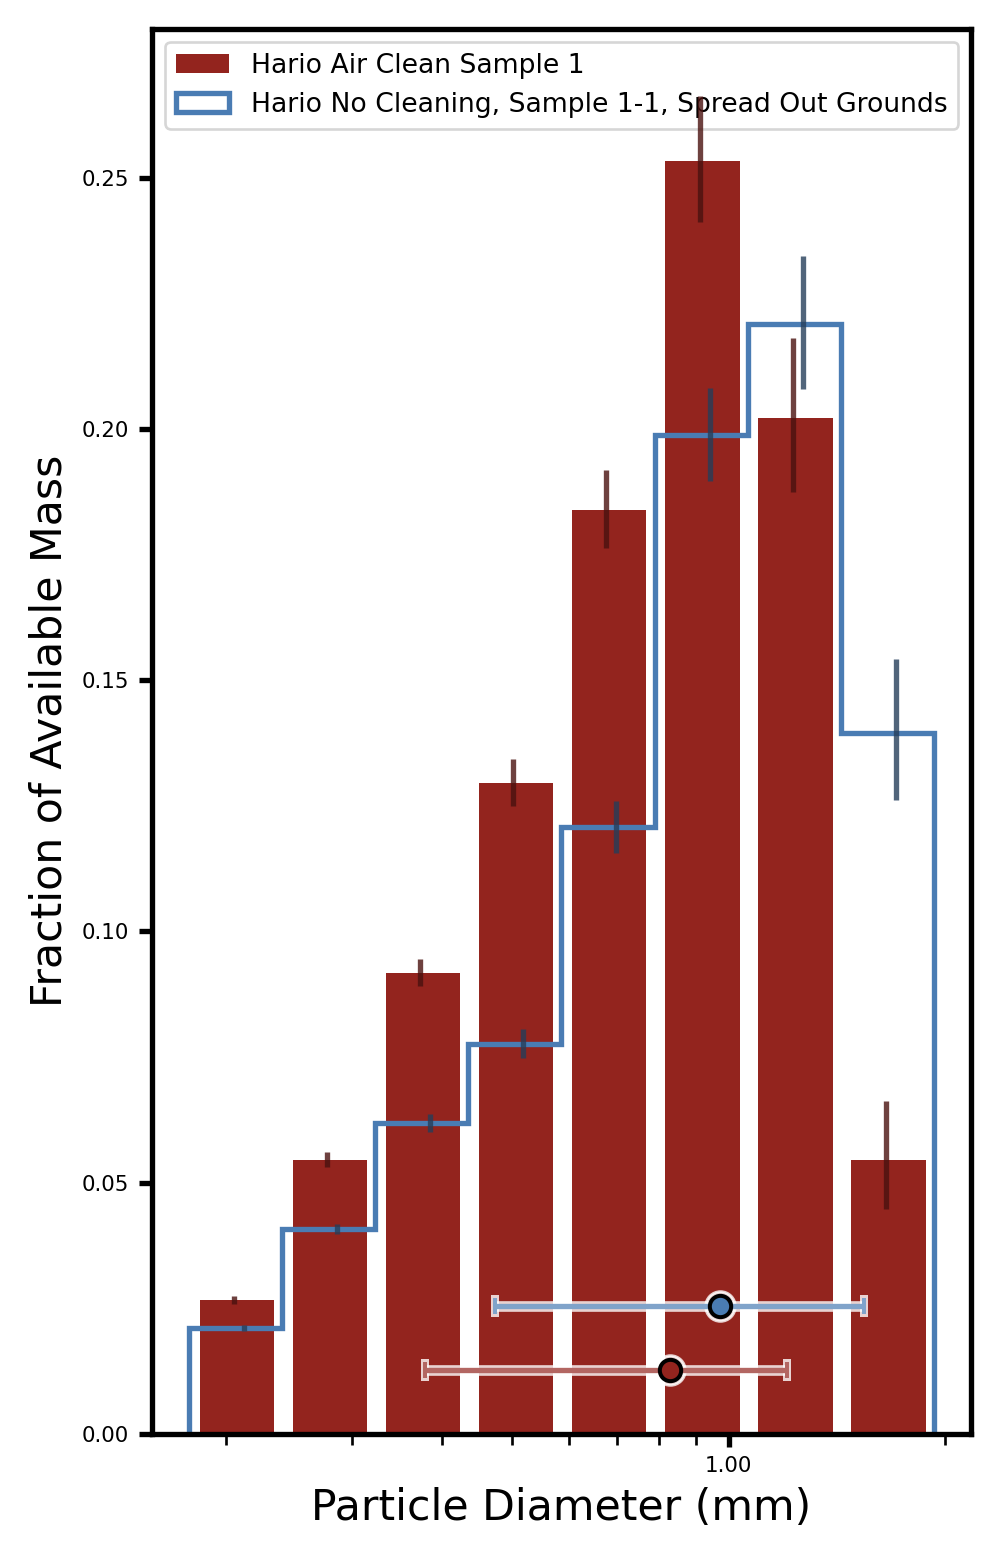 Hario Air Clean Sample 1
Hario No Cleaning, Sample 1-1, Spread Out Grounds
Fraction of Available Mass
0.25
0.20
0.15
0.10
0.05
0.00
1.00
Particle Diameter (mm)